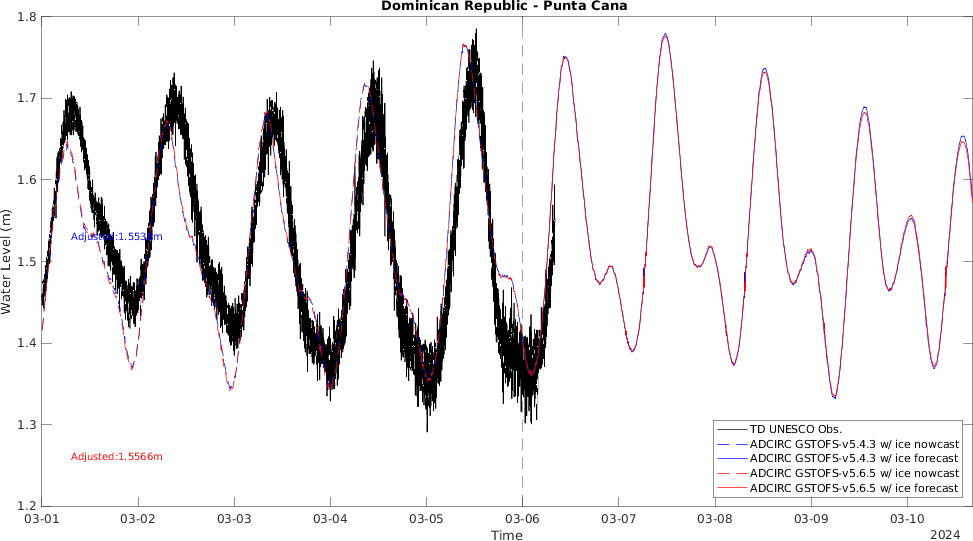 Dominican Republic - Punta Cana
Water Level (m)
1.8
1.7
1.6
1.5
1.4
1.3
1.2
Adjusted:1.5566m
TD UNESCO Obs.
ADCIRC GSTOFS-v5.4.3 w/ ice nowcast
ADCIRC GSTOFS-v5.4.3 w/ ice forecast
ADCIRC GSTOFS-v5.6.5 w/ ice nowcast
ADCIRC GSTOFS-v5.6.5 w/ ice forecast
03-01 03-02 03-03 03-04 03-05 03-06 03-07 03-08 03-09 03-10
Time
2024